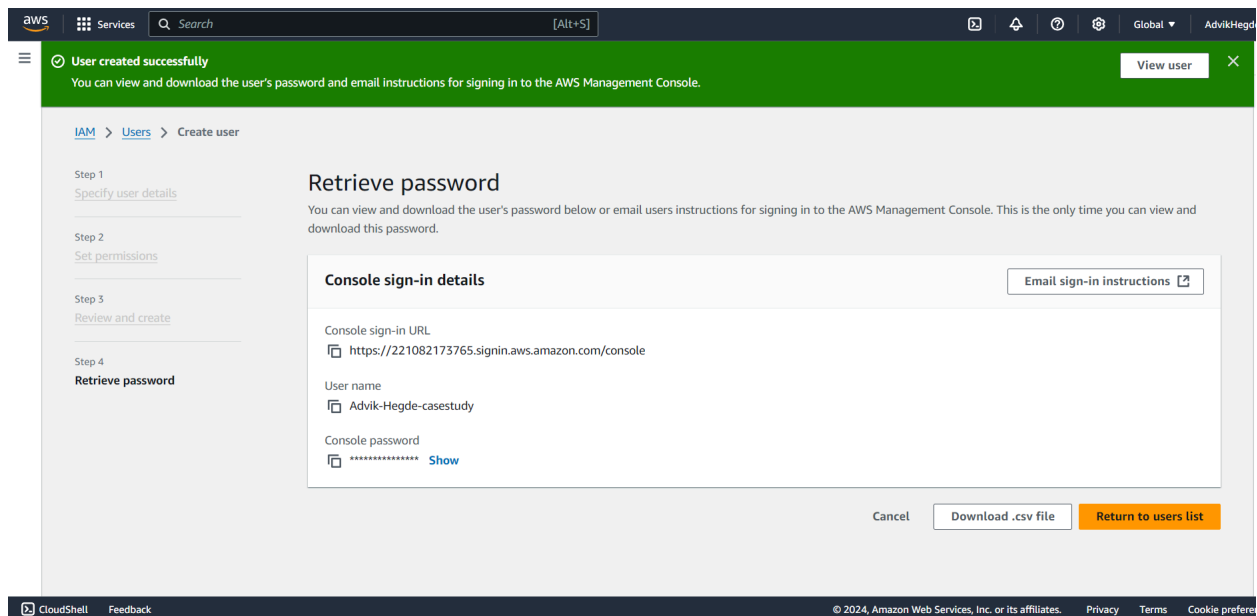 aws
Services
Search
[Alt+S]
Global
AdvikHegd
User created successfully
View user
You can view and download the user's password and email instructions for signing in to the AWS Management Console.
IAM > Users > Create user
Step 1
Specify user details
Step 2
Set permissions
Step 3
Review and create
Step 4
Retrieve password
Retrieve password
You can view and download the user's password below or email users instructions for signing in to the AWS Management Console. This is the only time you can view and
download this password.
Console sign-in details
Email sign-in instructions
Console sign-in URL
https://221082173765.signin.aws.amazon.com/console
User name
Advik-Hegde-casestudy
Console password
*************** Show
Cancel
Download .csv file
Return to users list
CloudShell
Feedback
© 2024, Amazon Web Services, Inc. or its affiliates.
Privacy
Terms
Cookie prefere